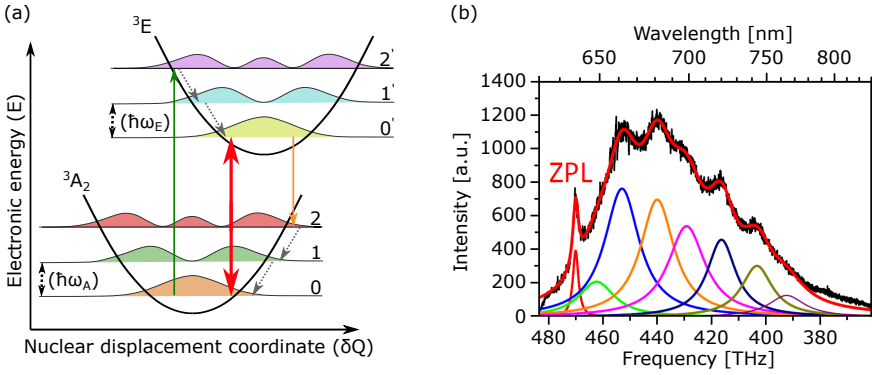 (a)
³E
2'
1'
0'
(ħω_E)
³A₂
2
1
0
(ħω_A)
Electronic energy (E)
Nuclear displacement coordinate (δQ)
(b)
Wavelength [nm]
650 700 750 800
1400
1200
1000
800
600
400
200
0
Intensity [a.u.]
ZPL
480 460 440 420 400 380
Frequency [THz]